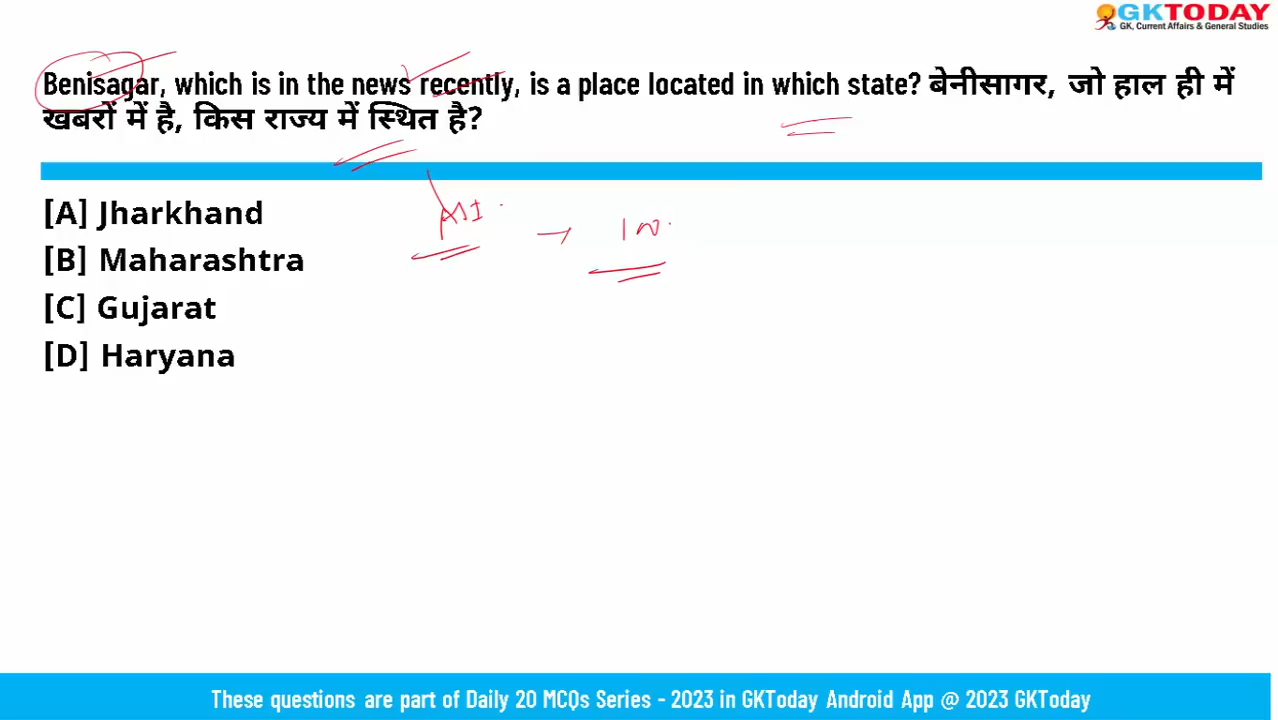 GKTODAY
GK, Current Affairs & General Studies
Benisagar, which is in the news recently, is a place located in which state? बेनीसागर, जो हाल ही में
खबरों में है, किस राज्य में स्थित है?
[A] Jharkhand
[B] Maharashtra
[C] Gujarat
[D] Haryana
These questions are part of Daily 20 MCQs Series - 2023 in GKToday Android App @ 2023 GKToday